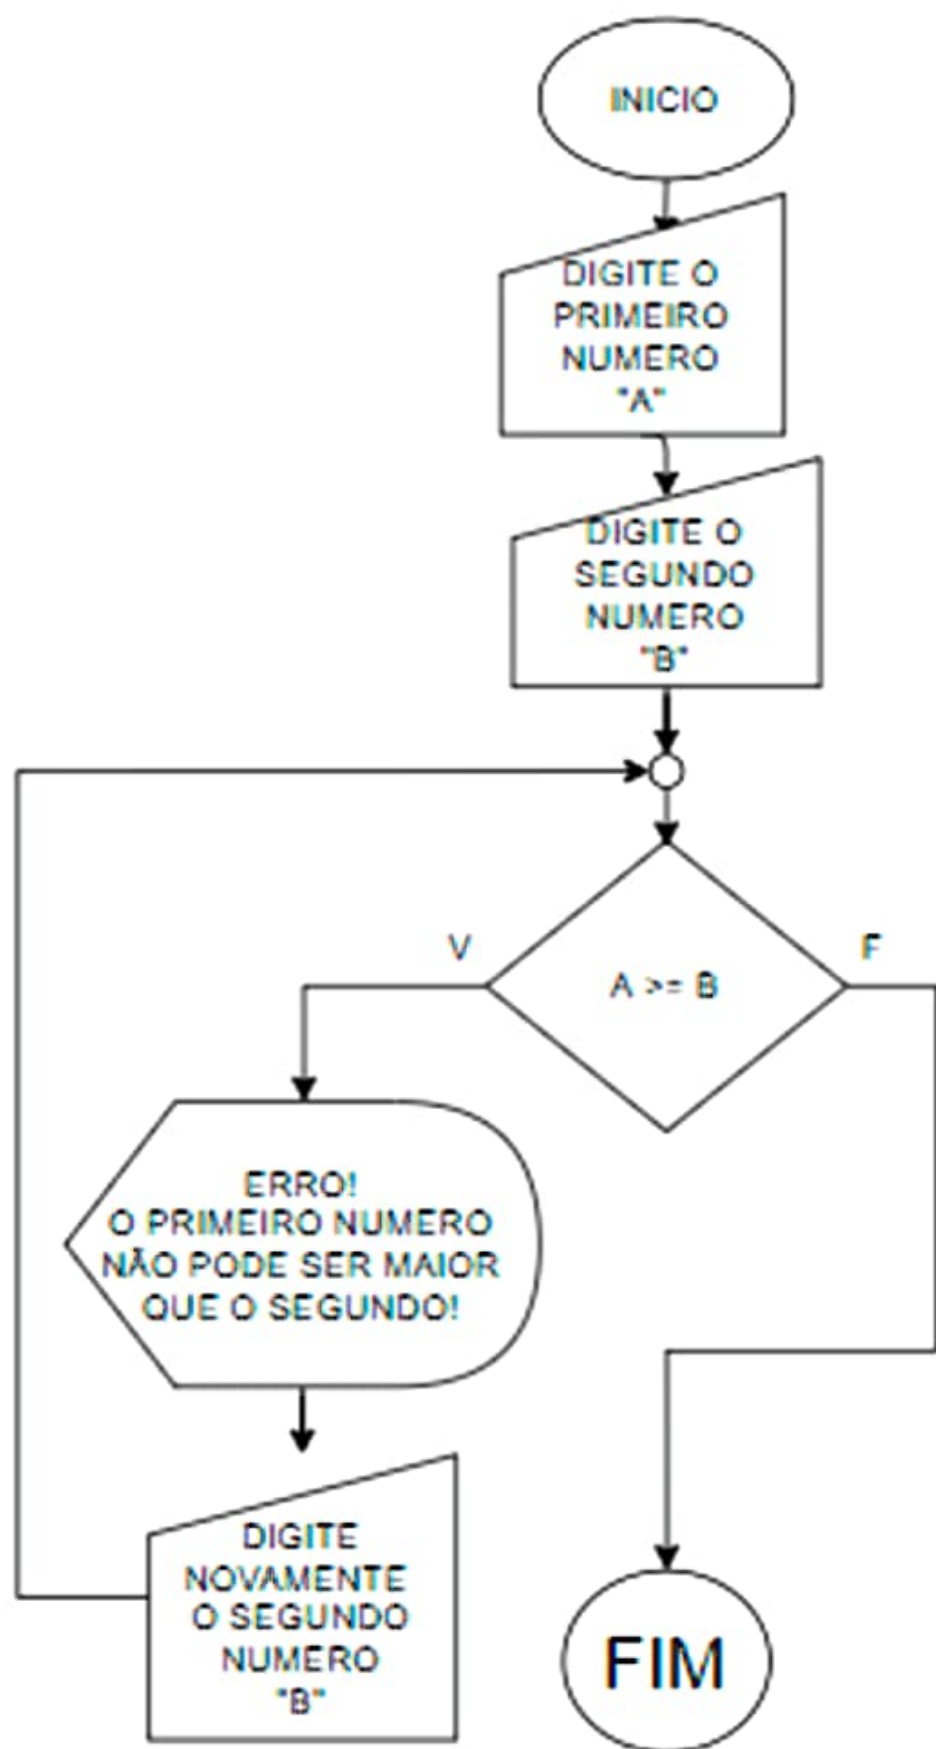 INICIO
DIGITE O
PRIMEIRO
NUMERO
"A"
DIGITE O
SEGUNDO
NUMERO
"B"
V
F
A >= B
ERRO!
O PRIMEIRO NUMERO
NÃO PODE SER MAIOR
QUE O SEGUNDO!
DIGITE
NOVAMENTE
O SEGUNDO
NUMERO
"B"
FIM